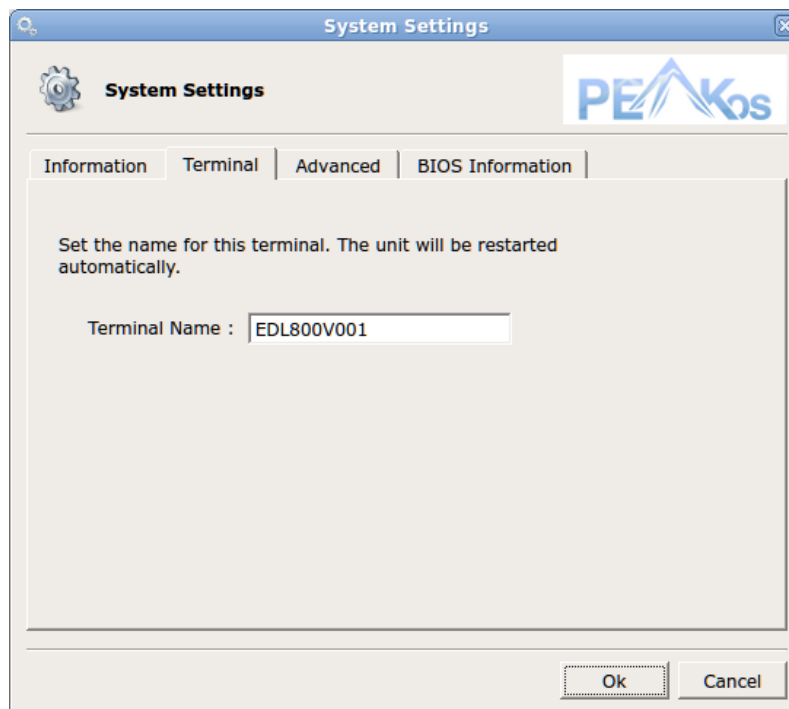 System Settings
System Settings
PEAKos
Information Terminal Advanced BIOS Information
Set the name for this terminal. The unit will be restarted
automatically.
Terminal Name : EDL800V001
Ok Cancel